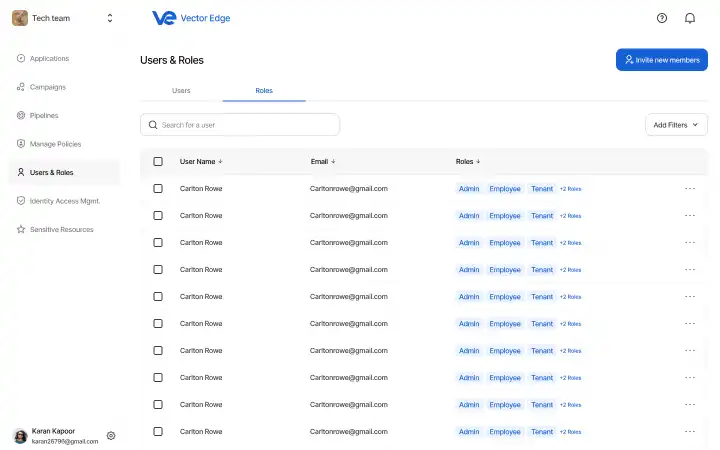 Tech team
Vector Edge
Applications
Campaigns
Pipelines
Manage Policies
Users & Roles
Identity Access Mgmt.
Sensitive Resources
Karan Kapoor
karan26796@gmail.com
Users & Roles
Invite new members
Users Roles
Search for a user
Add Filters
User Name Email Roles
Carlton Rowe Carltonrowe@gmail.com Admin Employee Tenant +2 Roles
Carlton Rowe Carltonrowe@gmail.com Admin Employee Tenant +2 Roles
Carlton Rowe Carltonrowe@gmail.com Admin Employee Tenant +2 Roles
Carlton Rowe Carltonrowe@gmail.com Admin Employee Tenant +2 Roles
Carlton Rowe Carltonrowe@gmail.com Admin Employee Tenant +2 Roles
Carlton Rowe Carltonrowe@gmail.com Admin Employee Tenant +2 Roles
Carlton Rowe Carltonrowe@gmail.com Admin Employee Tenant +2 Roles
Carlton Rowe Carltonrowe@gmail.com Admin Employee Tenant +2 Roles
Carlton Rowe Carltonrowe@gmail.com Admin Employee Tenant +2 Roles
Carlton Rowe Carltonrowe@gmail.com Admin Employee Tenant +2 Roles